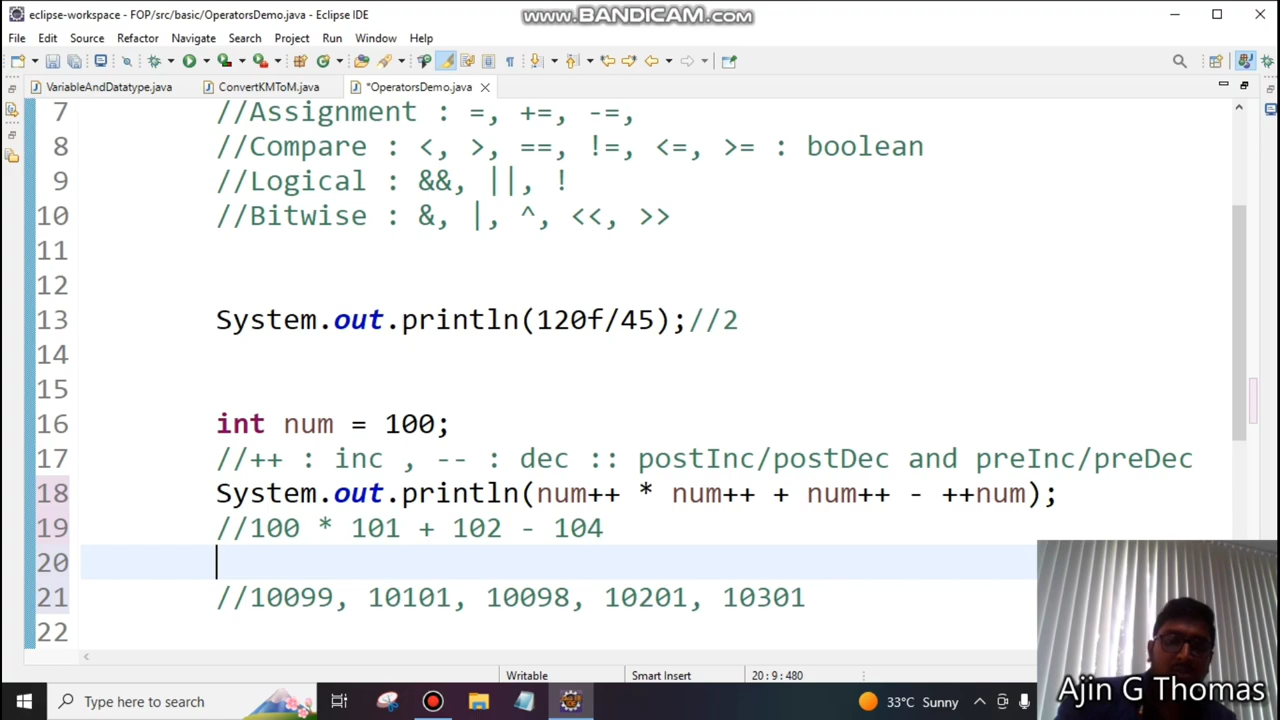 eclipse-workspace - FOP/src/basic/OperatorsDemo.java - Eclipse IDE
www.BANDICAM.com
File Edit Source Refactor Navigate Search Project Run Window Help
VariableAndDatatype.java ConvertKMToM.java *OperatorsDemo.java
7 //Assignment : =, +=, -=,
8 //Compare : <, >, ==, !=, <=, >= : boolean
9 //Logical : &&, ||, !
10 //Bitwise : &, |, ^, <<, >>
11
12
13 System.out.println(120f/45);//2
14
15
16 int num = 100;
17 //++ : inc , -- : dec :: postInc/postDec and preInc/preDec
18 System.out.println(num++ * num++ + num++ - ++num);
19 //100 * 101 + 102 - 104
20
21 //10099, 10101, 10098, 10201, 10301
22
Writable Smart Insert 20 : 9 : 480
Ajin G Thomas
Type here to search 33°C Sunny